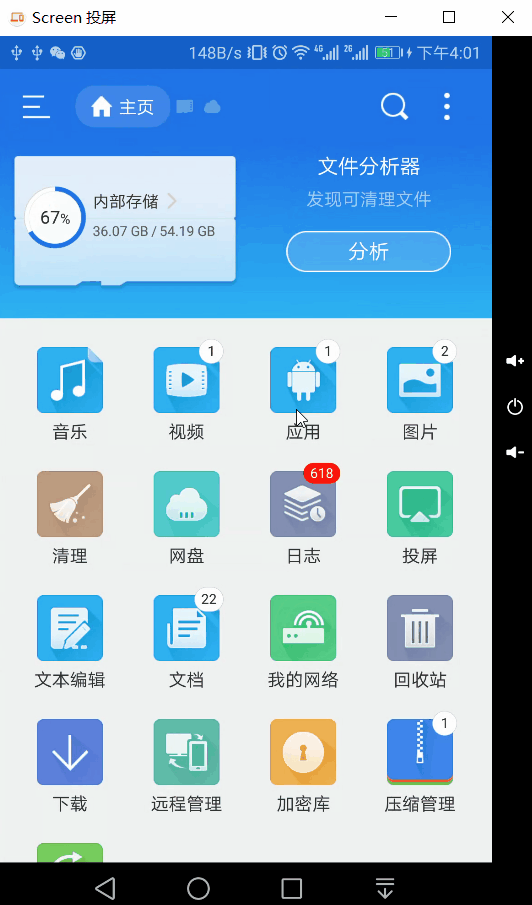 Screen 投屏
148B/s 4G 2G 51 下午4:01
主页
文件分析器
发现可清理文件
分析
67%
内部存储
36.07 GB / 54.19 GB
1 1 2
音乐 视频 应用 图片
618
清理 网盘 日志 投屏
22
文本编辑 文档 我的网络 回收站
1
下载 远程管理 加密库 压缩管理